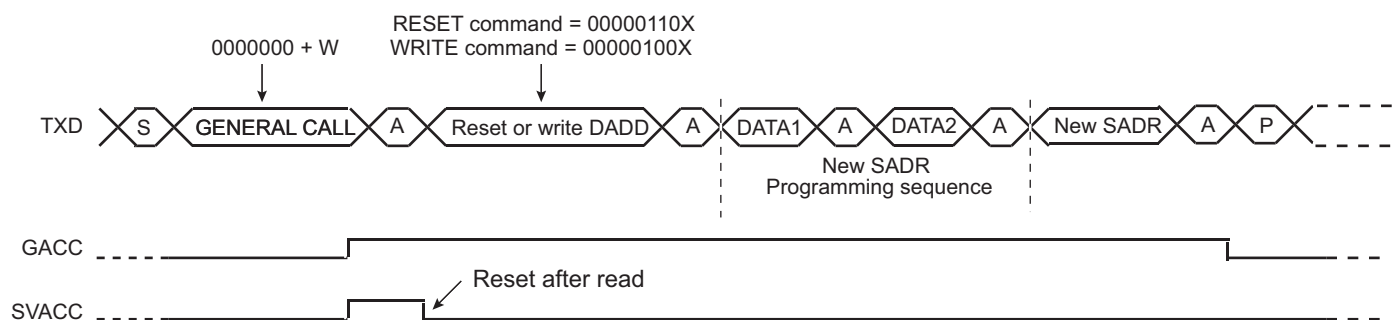 RESET command = 00000110X
0000000 + W
WRITE command = 00000100X
TXD
S
GENERAL CALL
A
Reset or write DADD
A
DATA1
A
DATA2
A
New SADR
A
P
New SADR
Programming sequence
GACC
Reset after read
SVACC